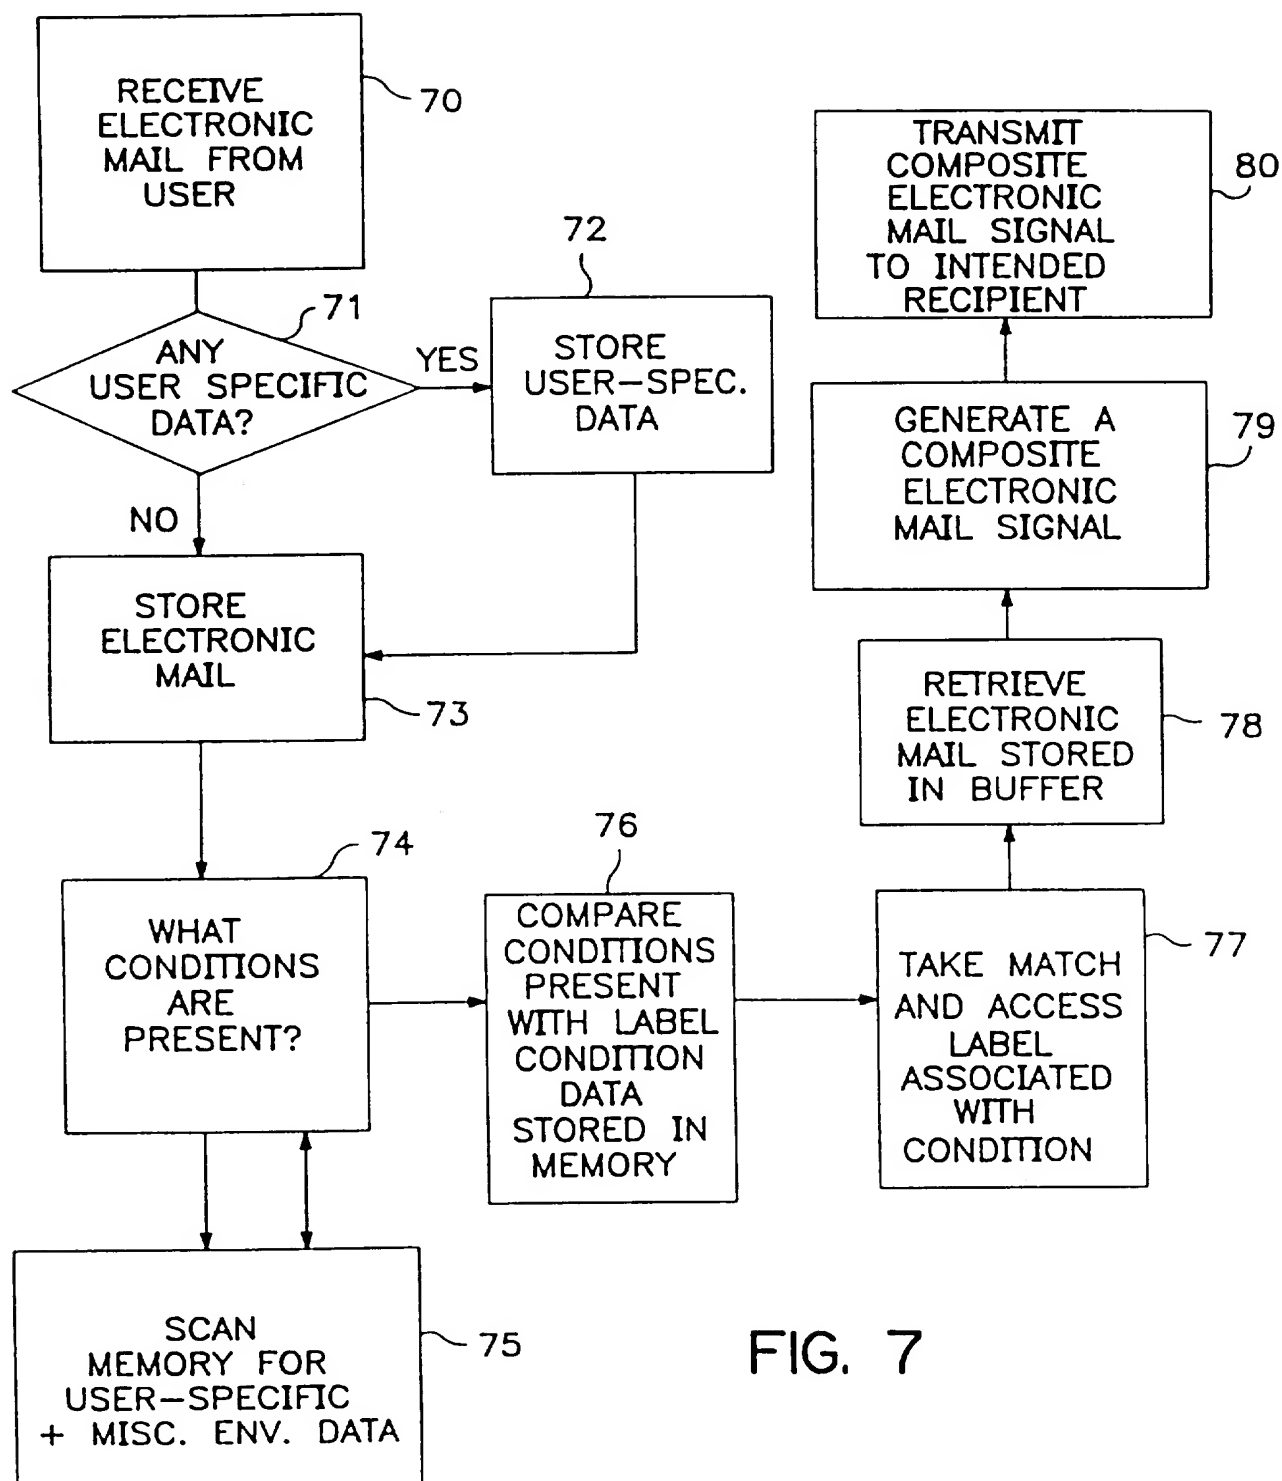 RECEIVE
ELECTRONIC
MAIL FROM
USER
70
71
ANY
USER SPECIFIC
DATA?
YES
NO
72
STORE
USER-SPEC.
DATA
STORE
ELECTRONIC
MAIL
73
74
WHAT
CONDITIONS
ARE
PRESENT?
SCAN
MEMORY FOR
USER-SPECIFIC
+ MISC. ENV. DATA
75
76
COMPARE
CONDITIONS
PRESENT
WITH LABEL
CONDITION
DATA
STORED IN
MEMORY
TAKE MATCH
AND ACCESS
LABEL
ASSOCIATED
WITH
CONDITION
77
RETRIEVE
ELECTRONIC
MAIL STORED
IN BUFFER
78
GENERATE A
COMPOSITE
ELECTRONIC
MAIL SIGNAL
79
TRANSMIT
COMPOSITE
ELECTRONIC
MAIL SIGNAL
TO INTENDED
RECIPIENT
80
FIG. 7